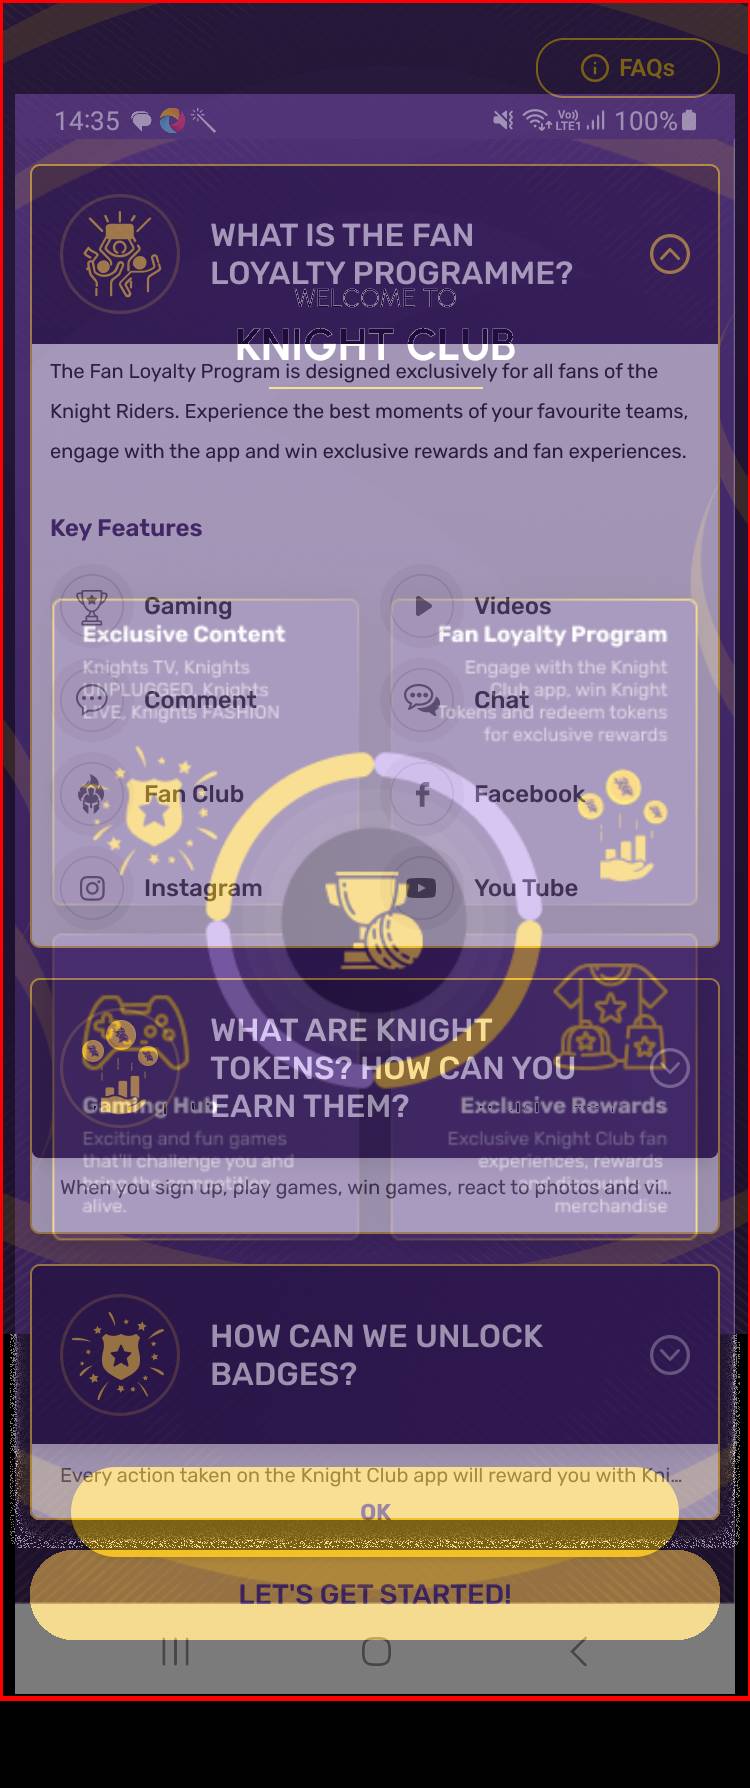 FAQs
14:35
Vo))
LTE1
100%
WHAT IS THE FAN
LOYALTY PROGRAMME?
WELCOME TO
KNIGHT CLUB
The Fan Loyalty Program is designed exclusively for all fans of the
Knight Riders. Experience the best moments of your favourite teams,
engage with the app and win exclusive rewards and fan experiences.
Key Features
Gaming
Videos
Exclusive Content
Knights TV, Knights
UNPLUGGED, Knights
LIVE, Knights FASHION
Fan Loyalty Program
Engage with the Knight
Club app, win Knight
Tokens and redeem tokens
for exclusive rewards
Comment
Chat
Fan Club
Facebook
Instagram
You Tube
WHAT ARE KNIGHT
TOKENS? HOW CAN YOU
EARN THEM?
Gaming Hub
Exciting and fun games
that'll challenge you and
bring the competition
alive.
Exclusive Rewards
Exclusive Knight Club fan
experiences, rewards
merchandise
When you sign up, play games, win games, react to photos and vi...
HOW CAN WE UNLOCK
BADGES?
Every action taken on the Knight Club app will reward you with Kni...
OK
LET'S GET STARTED!